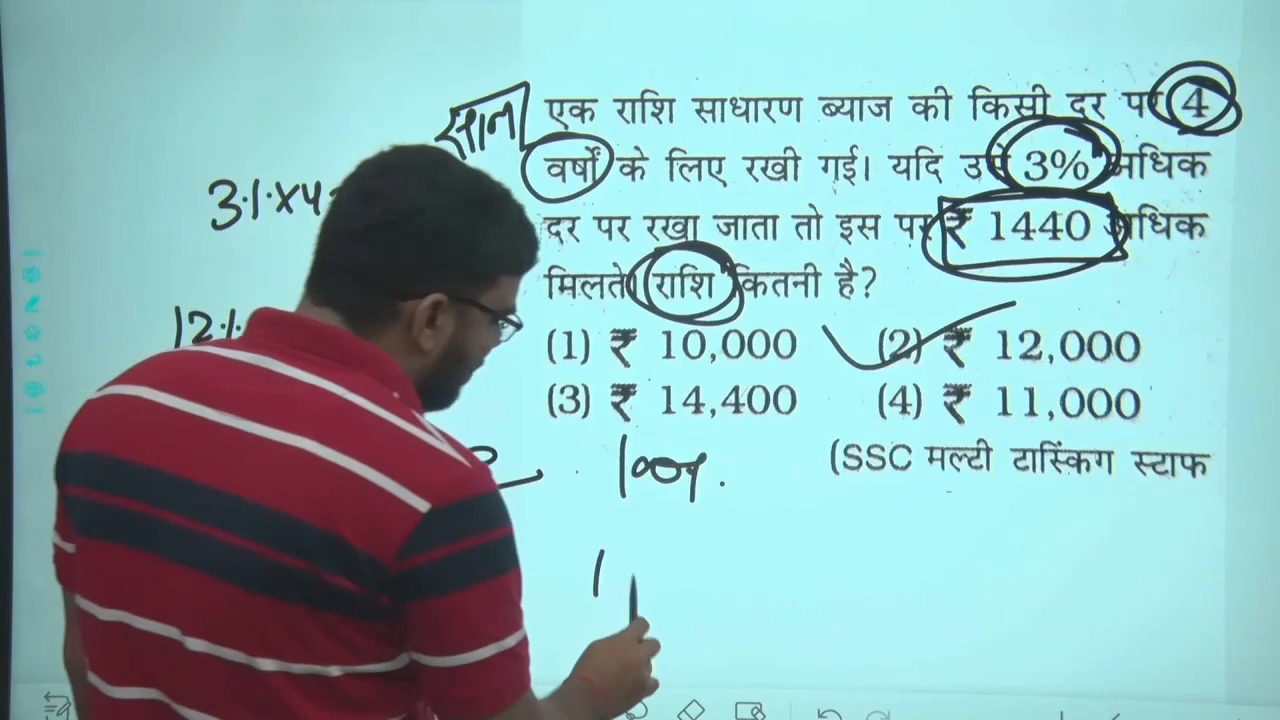 एक राशि साधारण ब्याज की किसी दर पर 4
वर्षों के लिए रखी गई। यदि उसे 3% अधिक
दर पर रखा जाता तो इस पर ₹ 1440 अधिक
मिलते राशि कितनी है?
(1) ₹ 10,000 (2) ₹ 12,000
(3) ₹ 14,400 (4) ₹ 11,000
(SSC मल्टी टास्किंग स्टाफ
3%×4
12%
100%
1